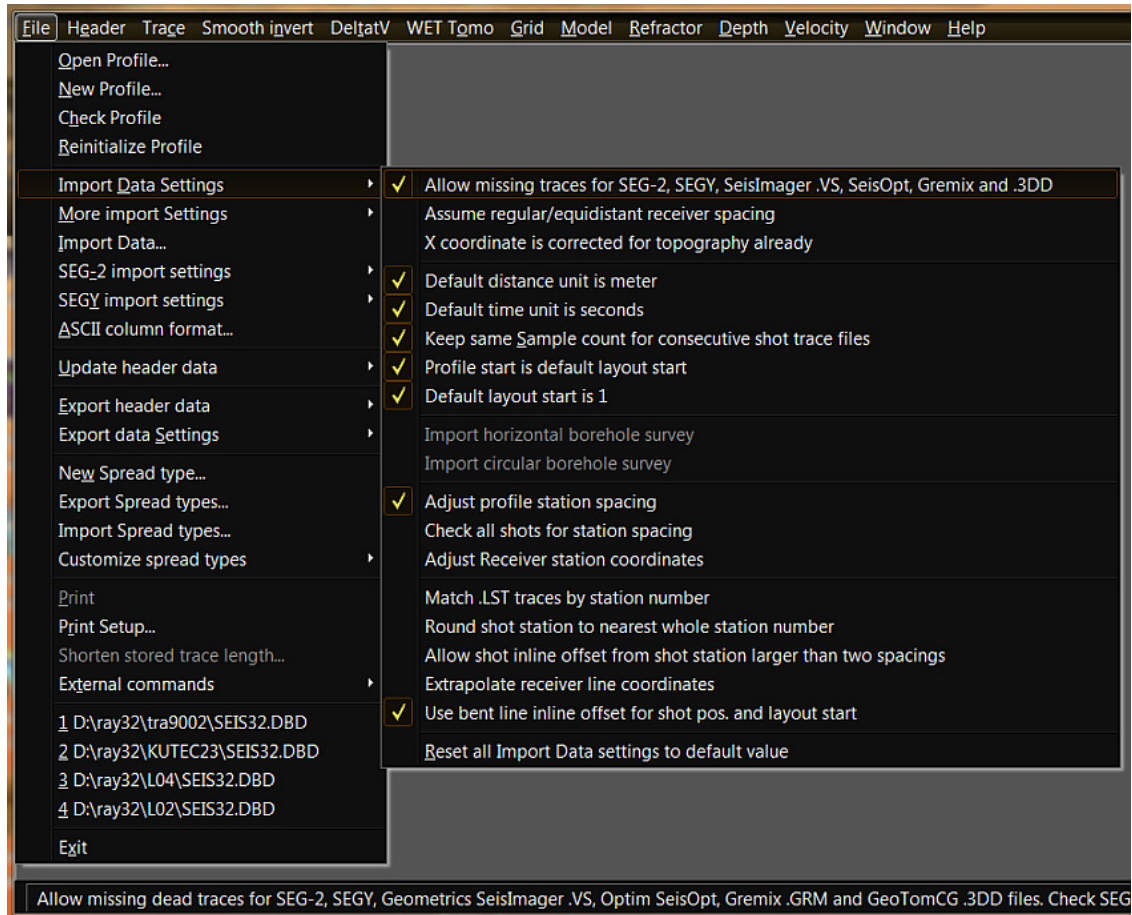 File Header Trace Smooth invert DeltatV WET Tomo Grid Model Refractor Depth Velocity Window Help
Open Profile...
New Profile...
Check Profile
Reinitialize Profile
Import Data Settings
More import Settings
Import Data...
SEG-2 import settings
SEGY import settings
ASCII column format...
Update header data
Export header data
Export data Settings
New Spread type...
Export Spread types...
Import Spread types...
Customize spread types
Print
Print Setup...
Shorten stored trace length...
External commands
1 D:\ray32\tra9002\SEIS32.DBD
2 D:\ray32\KUTEC23\SEIS32.DBD
3 D:\ray32\L04\SEIS32.DBD
4 D:\ray32\L02\SEIS32.DBD
Exit
Allow missing traces for SEG-2, SEGY, SeisImager .VS, SeisOpt, Gremix and .3DD
Assume regular/equidistant receiver spacing
X coordinate is corrected for topography already
Default distance unit is meter
Default time unit is seconds
Keep same Sample count for consecutive shot trace files
Profile start is default layout start
Default layout start is 1
Import horizontal borehole survey
Import circular borehole survey
Adjust profile station spacing
Check all shots for station spacing
Adjust Receiver station coordinates
Match .LST traces by station number
Round shot station to nearest whole station number
Allow shot inline offset from shot station larger than two spacings
Extrapolate receiver line coordinates
Use bent line inline offset for shot pos. and layout start
Reset all Import Data settings to default value
Allow missing dead traces for SEG-2, SEGY, Geometrics SeisImager .VS, Optim SeisOpt, Gremix .GRM and GeoTomCG .3DD files. Check SEG